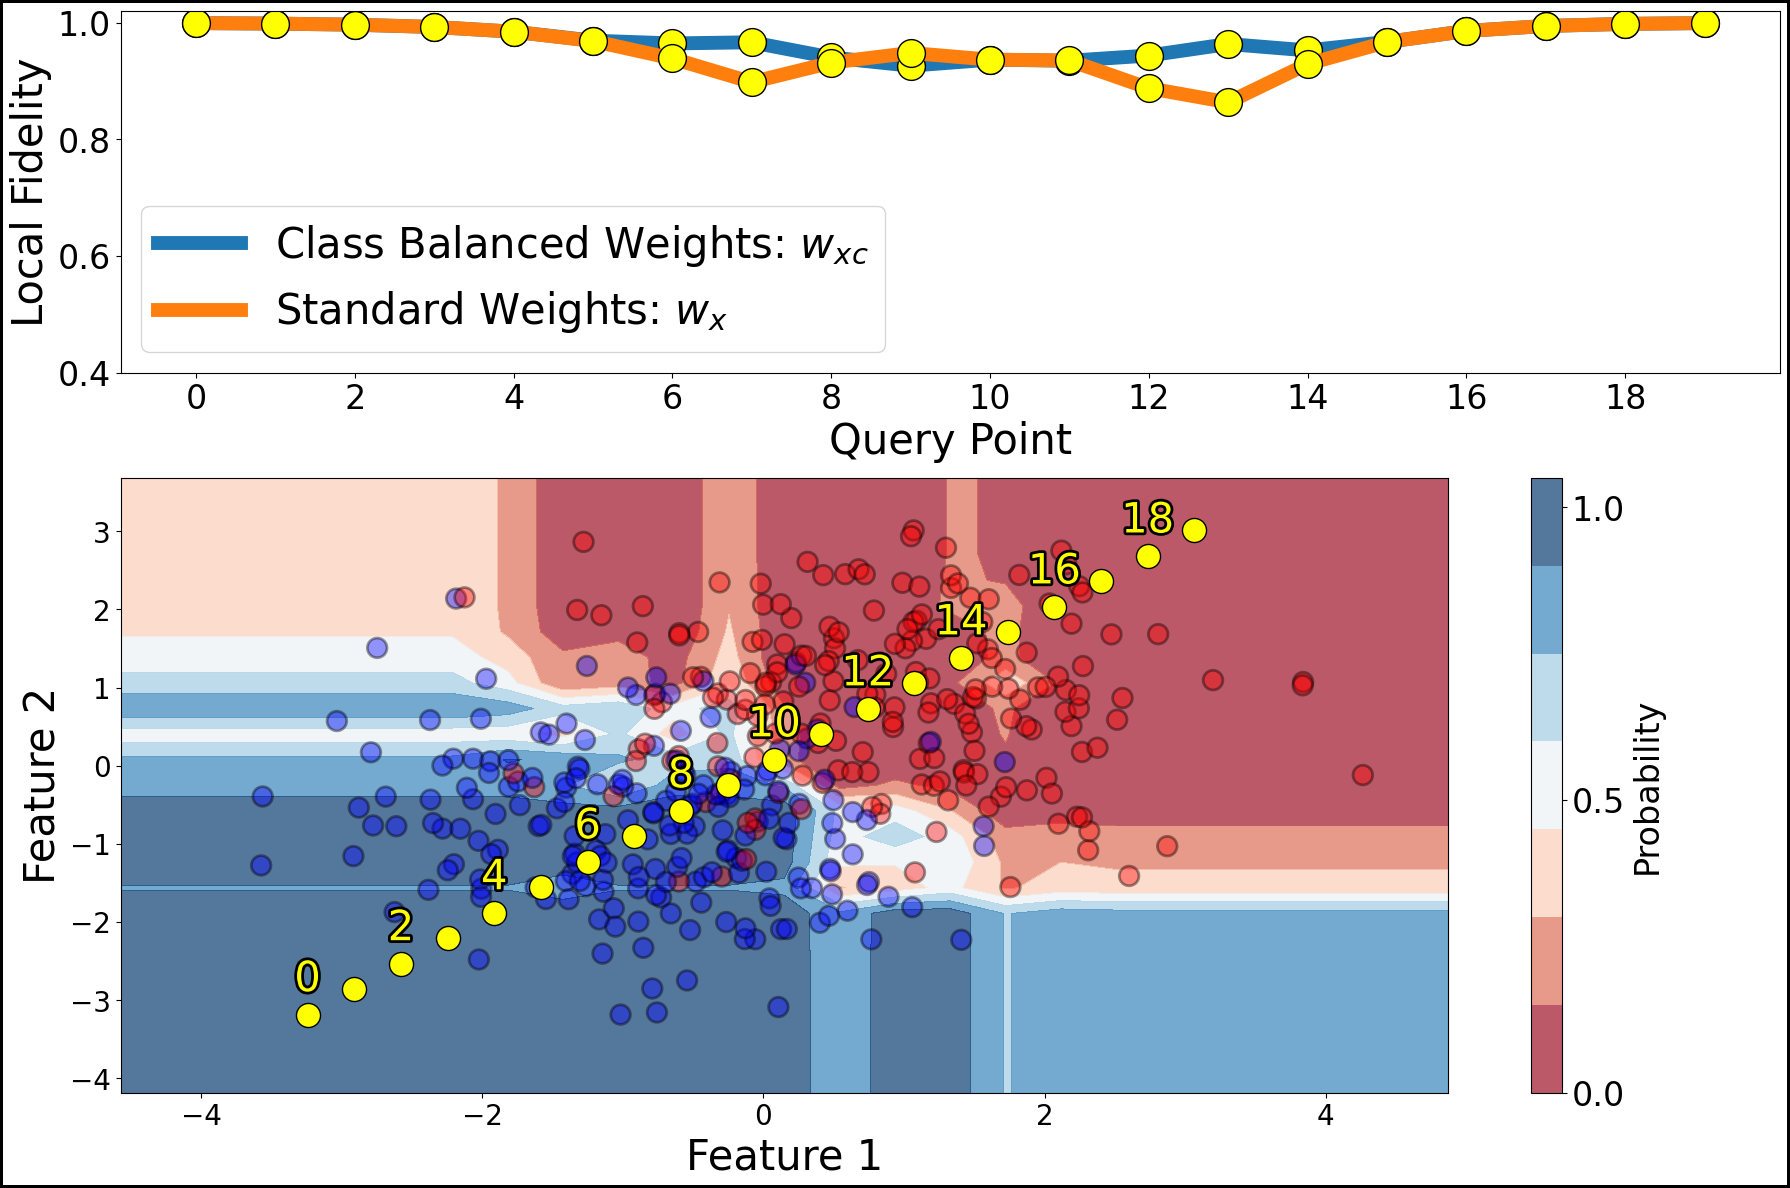 1.0
0.8
0.6
0.4
Local Fidelity
Class Balanced Weights: w_{xc}
Standard Weights: w_x
0 2 4 6 8 10 12 14 16 18
Query Point
3
2
1
0
−1
−2
−3
−4
Feature 2
18
16
14
12
10
8
6
4
2
0
−4 −2 0 2 4
Feature 1
1.0
0.5
0.0
Probability